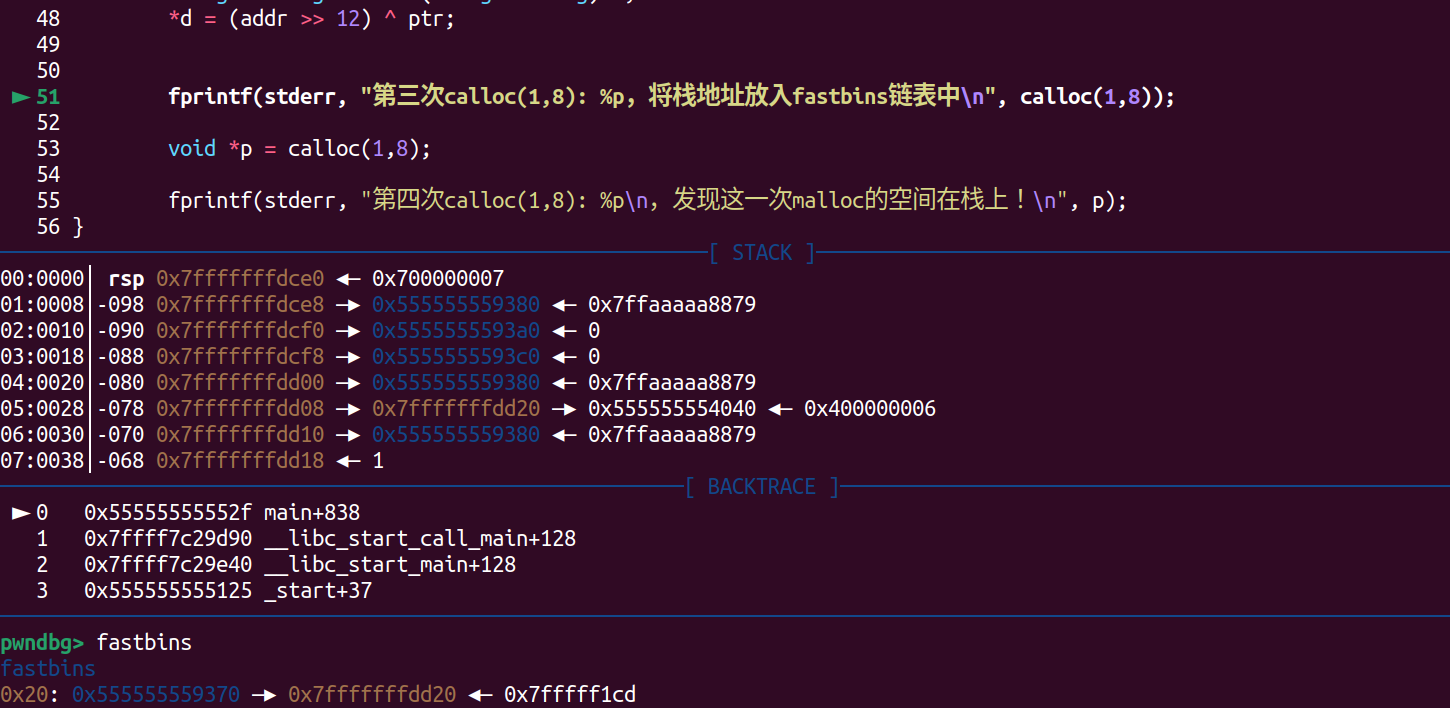 48 *d = (addr >> 12) ^ ptr;
49
50
► 51 fprintf(stderr, "第三次calloc(1,8): %p，将栈地址放入fastbins链表中\n", calloc(1,8));
52
53 void *p = calloc(1,8);
54
55 fprintf(stderr, "第四次calloc(1,8): %p\n，发现这一次malloc的空间在栈上！\n", p);
56 }
[ STACK ]
00:0000│ rsp 0x7fffffffdce0 ◂— 0x700000007
01:0008│-098 0x7fffffffdce8 —▸ 0x555555559380 ◂— 0x7ffaaaaa8879
02:0010│-090 0x7fffffffdcf0 —▸ 0x5555555593a0 ◂— 0
03:0018│-088 0x7fffffffdcf8 —▸ 0x5555555593c0 ◂— 0
04:0020│-080 0x7fffffffdd00 —▸ 0x555555559380 ◂— 0x7ffaaaaa8879
05:0028│-078 0x7fffffffdd08 —▸ 0x7fffffffdd20 —▸ 0x555555554040 ◂— 0x400000006
06:0030│-070 0x7fffffffdd10 —▸ 0x555555559380 ◂— 0x7ffaaaaa8879
07:0038│-068 0x7fffffffdd18 ◂— 1
[ BACKTRACE ]
► 0 0x55555555552f main+838
1 0x7ffff7c29d90 __libc_start_call_main+128
2 0x7ffff7c29e40 __libc_start_main+128
3 0x555555555125 _start+37
pwndbg> fastbins
fastbins
0x20: 0x555555559370 —▸ 0x7fffffffdd20 ◂— 0x7fffff1cd